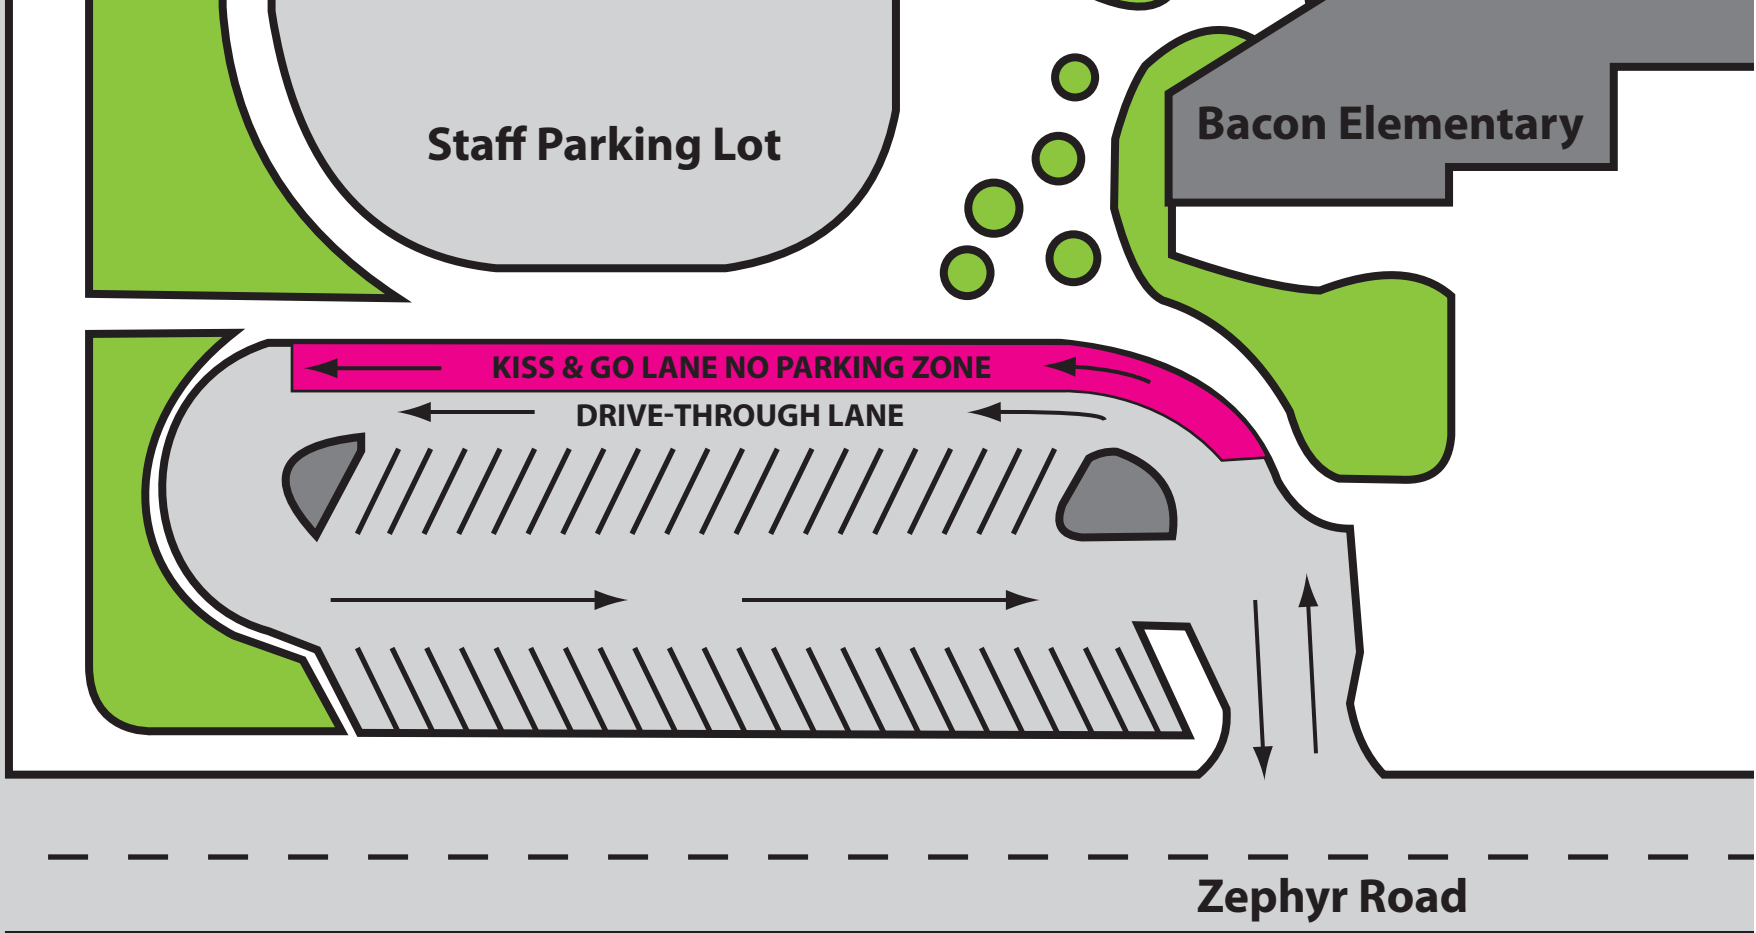 Bacon Elementary
Staff Parking Lot
KISS & GO LANE NO PARKING ZONE
DRIVE-THROUGH LANE
Zephyr Road